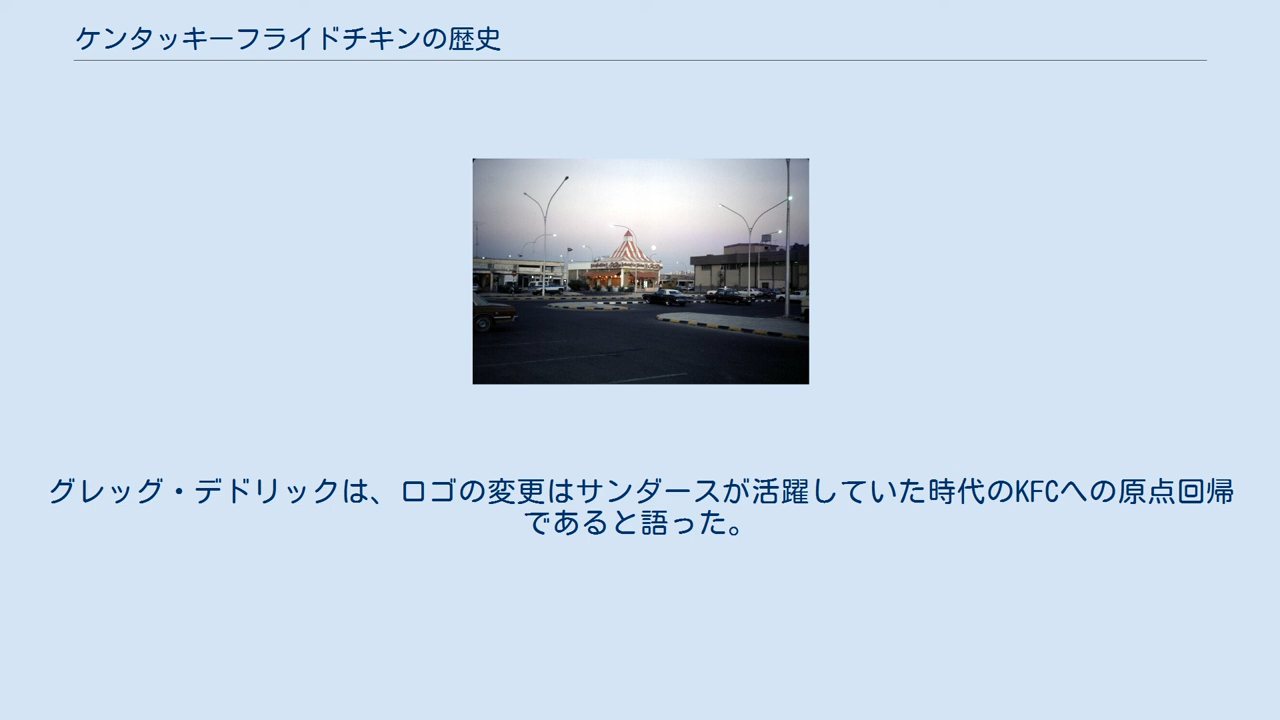 ケンタッキーフライドチキンの歴史
グレッグ・デドリックは、ロゴの変更はサンダースが活躍していた時代のKFCへの原点回帰
であると語った。